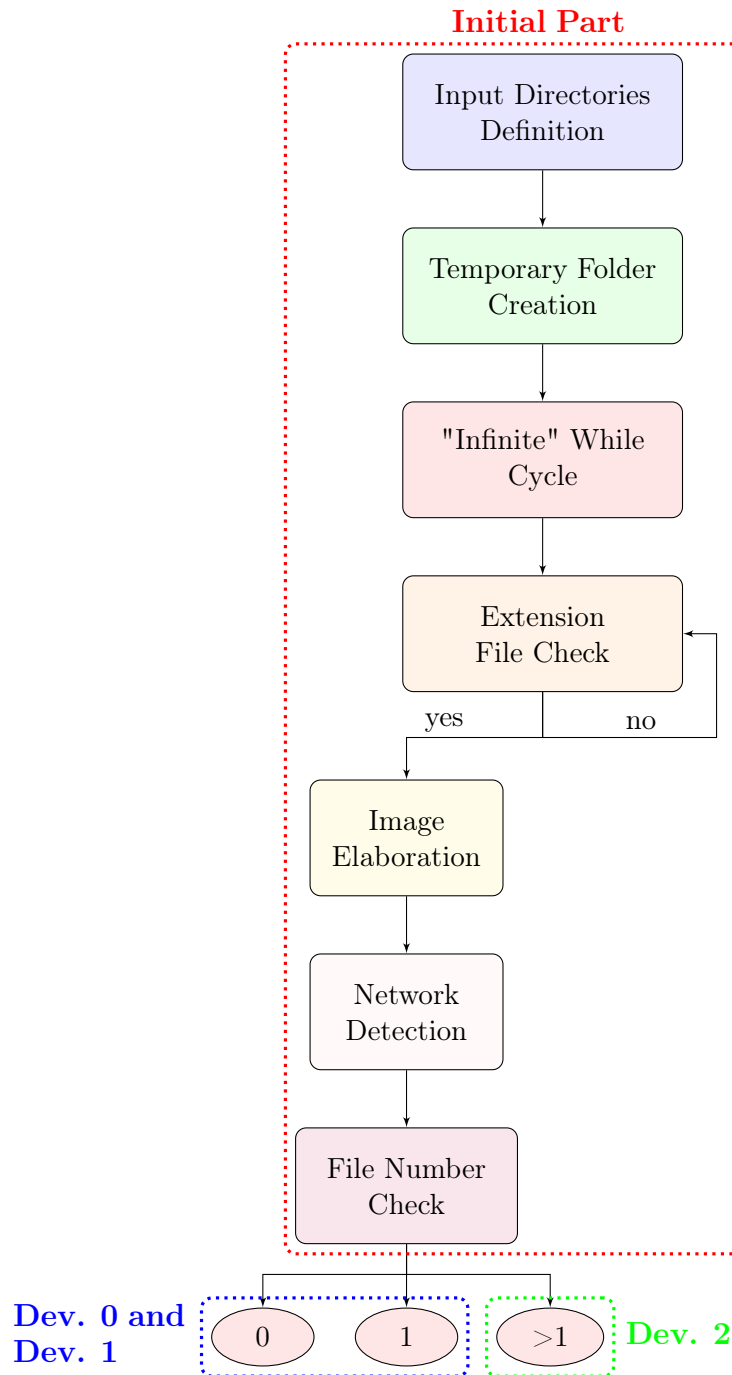 Initial Part
Input Directories
Definition
Temporary Folder
Creation
"Infinite" While
Cycle
Extension
File Check
yes
no
Image
Elaboration
Network
Detection
File Number
Check
Dev. 0 and
Dev. 1
0
1
>1
Dev. 2